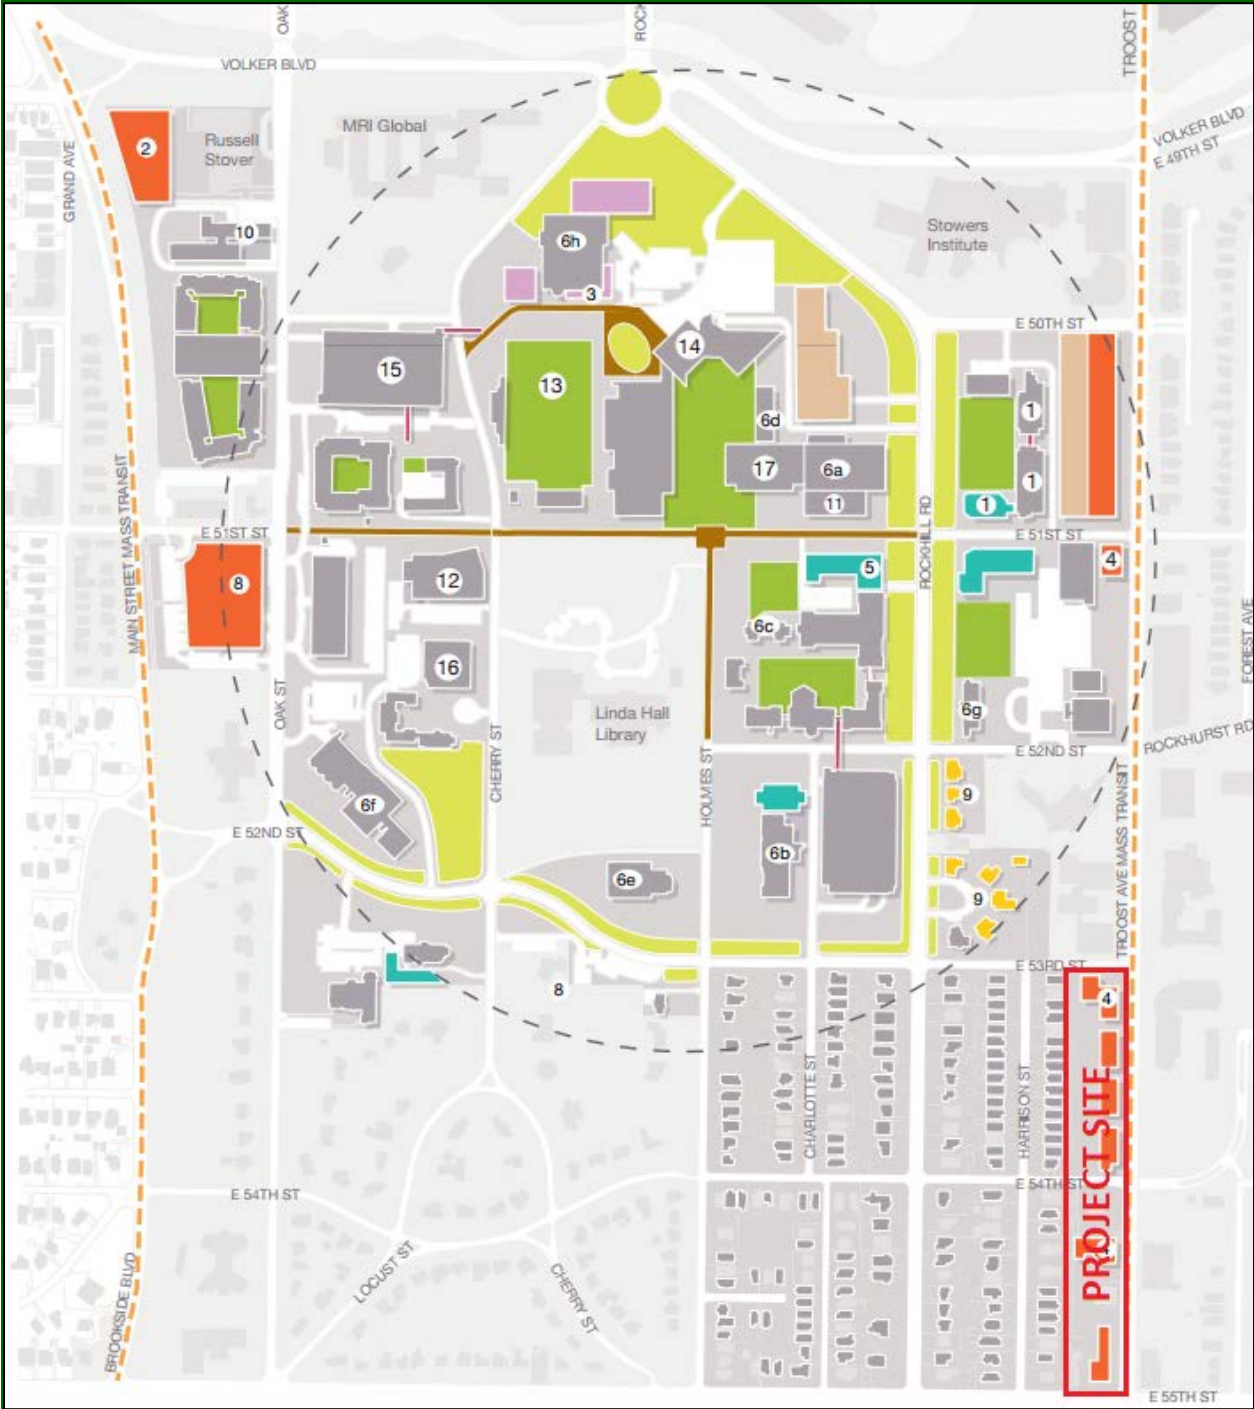 OAK
ROCK
TROOST
VOLKER BLVD
MRI Global
Russell
Stover
2
VOLKER BLVD
E 49TH ST
GRAND AVE
10
6h
Stowers
Institute
3
E 50TH ST
14
15
13
1
6d
17
6a
1
11
1
MAIN STREET MASS TRANSIT
E 51ST ST
E 51ST ST
ROCKHILL RD
8
12
5
4
6c
16
OAK ST
Linda Hall
Library
6g
FOREST AVE
CHERRY ST
HOLMES ST
E 52ND ST
ROCKHURST RD
6f
9
E 52ND ST
6b
6e
9
TROOST AVE MASS TRANSIT
E 53RD ST
8
4
CHARLOTTE ST
HARRISON ST
PROJECT SITE
E 54TH ST
E 54TH ST
LOCUST ST
CHERRY ST
BROOKSIDE BLVD
E 55TH ST